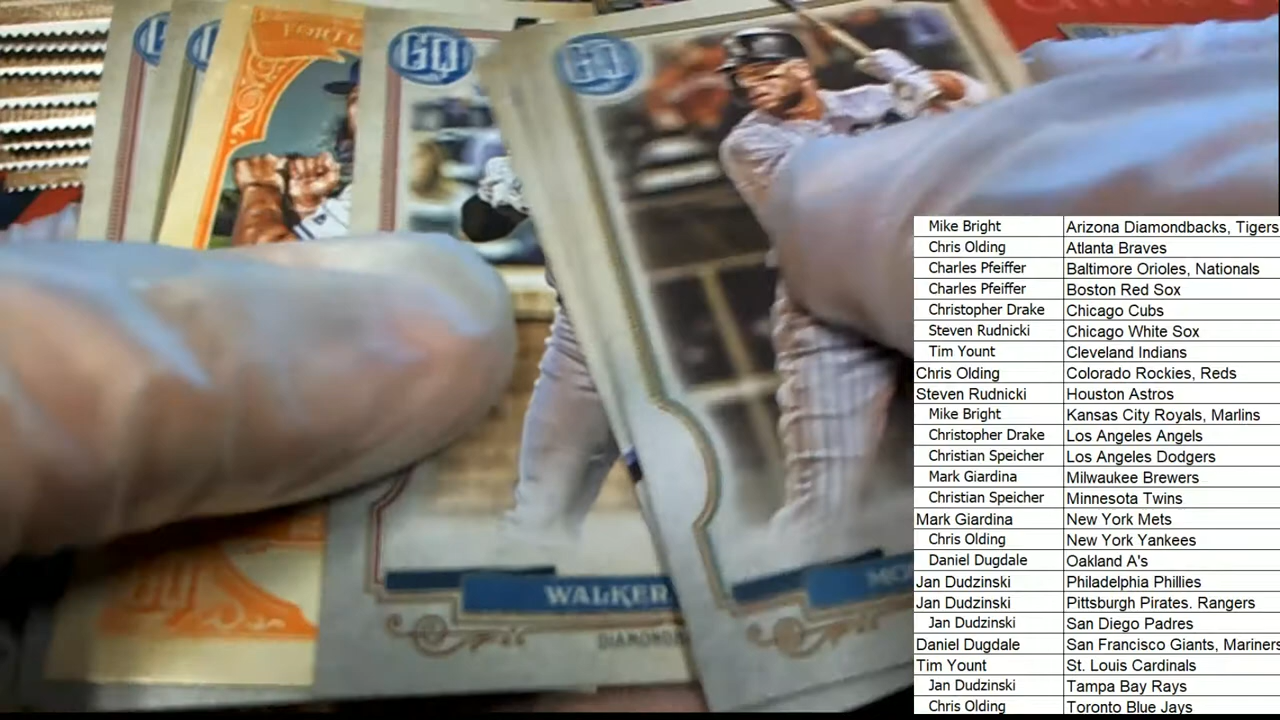 GQ
GQ
WALKER
DIAMOND
Mike Bright Arizona Diamondbacks, Tigers
Chris Olding Atlanta Braves
Charles Pfeiffer Baltimore Orioles, Nationals
Charles Pfeiffer Boston Red Sox
Christopher Drake Chicago Cubs
Steven Rudnicki Chicago White Sox
Tim Yount Cleveland Indians
Chris Olding Colorado Rockies, Reds
Steven Rudnicki Houston Astros
Mike Bright Kansas City Royals, Marlins
Christopher Drake Los Angeles Angels
Christian Speicher Los Angeles Dodgers
Mark Giardina Milwaukee Brewers
Christian Speicher Minnesota Twins
Mark Giardina New York Mets
Chris Olding New York Yankees
Daniel Dugdale Oakland A's
Jan Dudzinski Philadelphia Phillies
Jan Dudzinski Pittsburgh Pirates. Rangers
Jan Dudzinski San Diego Padres
Daniel Dugdale San Francisco Giants, Mariners
Tim Yount St. Louis Cardinals
Jan Dudzinski Tampa Bay Rays
Chris Olding Toronto Blue Jays